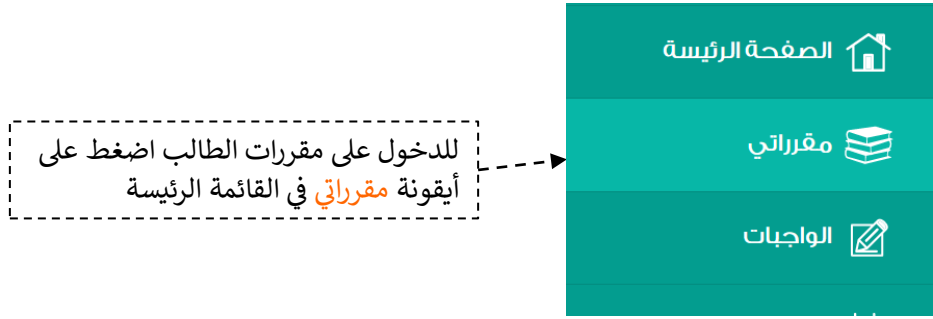 الصفحة الرئيسة
مقرراتي
للدخول على مقررات الطالب اضغط على
أيقونة مقرراتي في القائمة الرئيسة
الواجبات